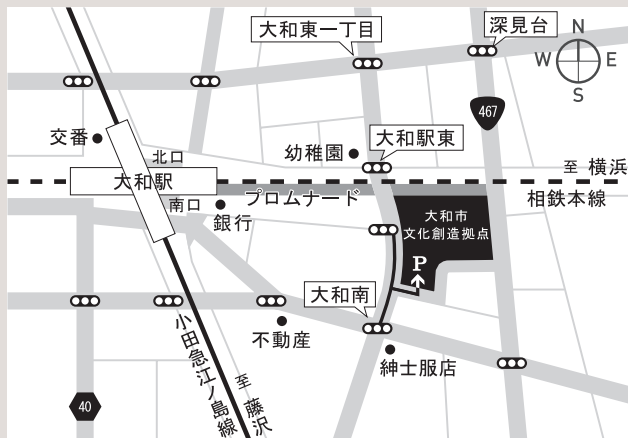 大和東一丁目
深見台
N
W E
S
467
交番
北口
幼稚園
大和駅東
至 横浜
大和駅
南口
プロムナード
相鉄本線
銀行
大和市
文化創造拠点
P
大和南
不動産
紳士服店
小田急江ノ島線
至 藤沢
40